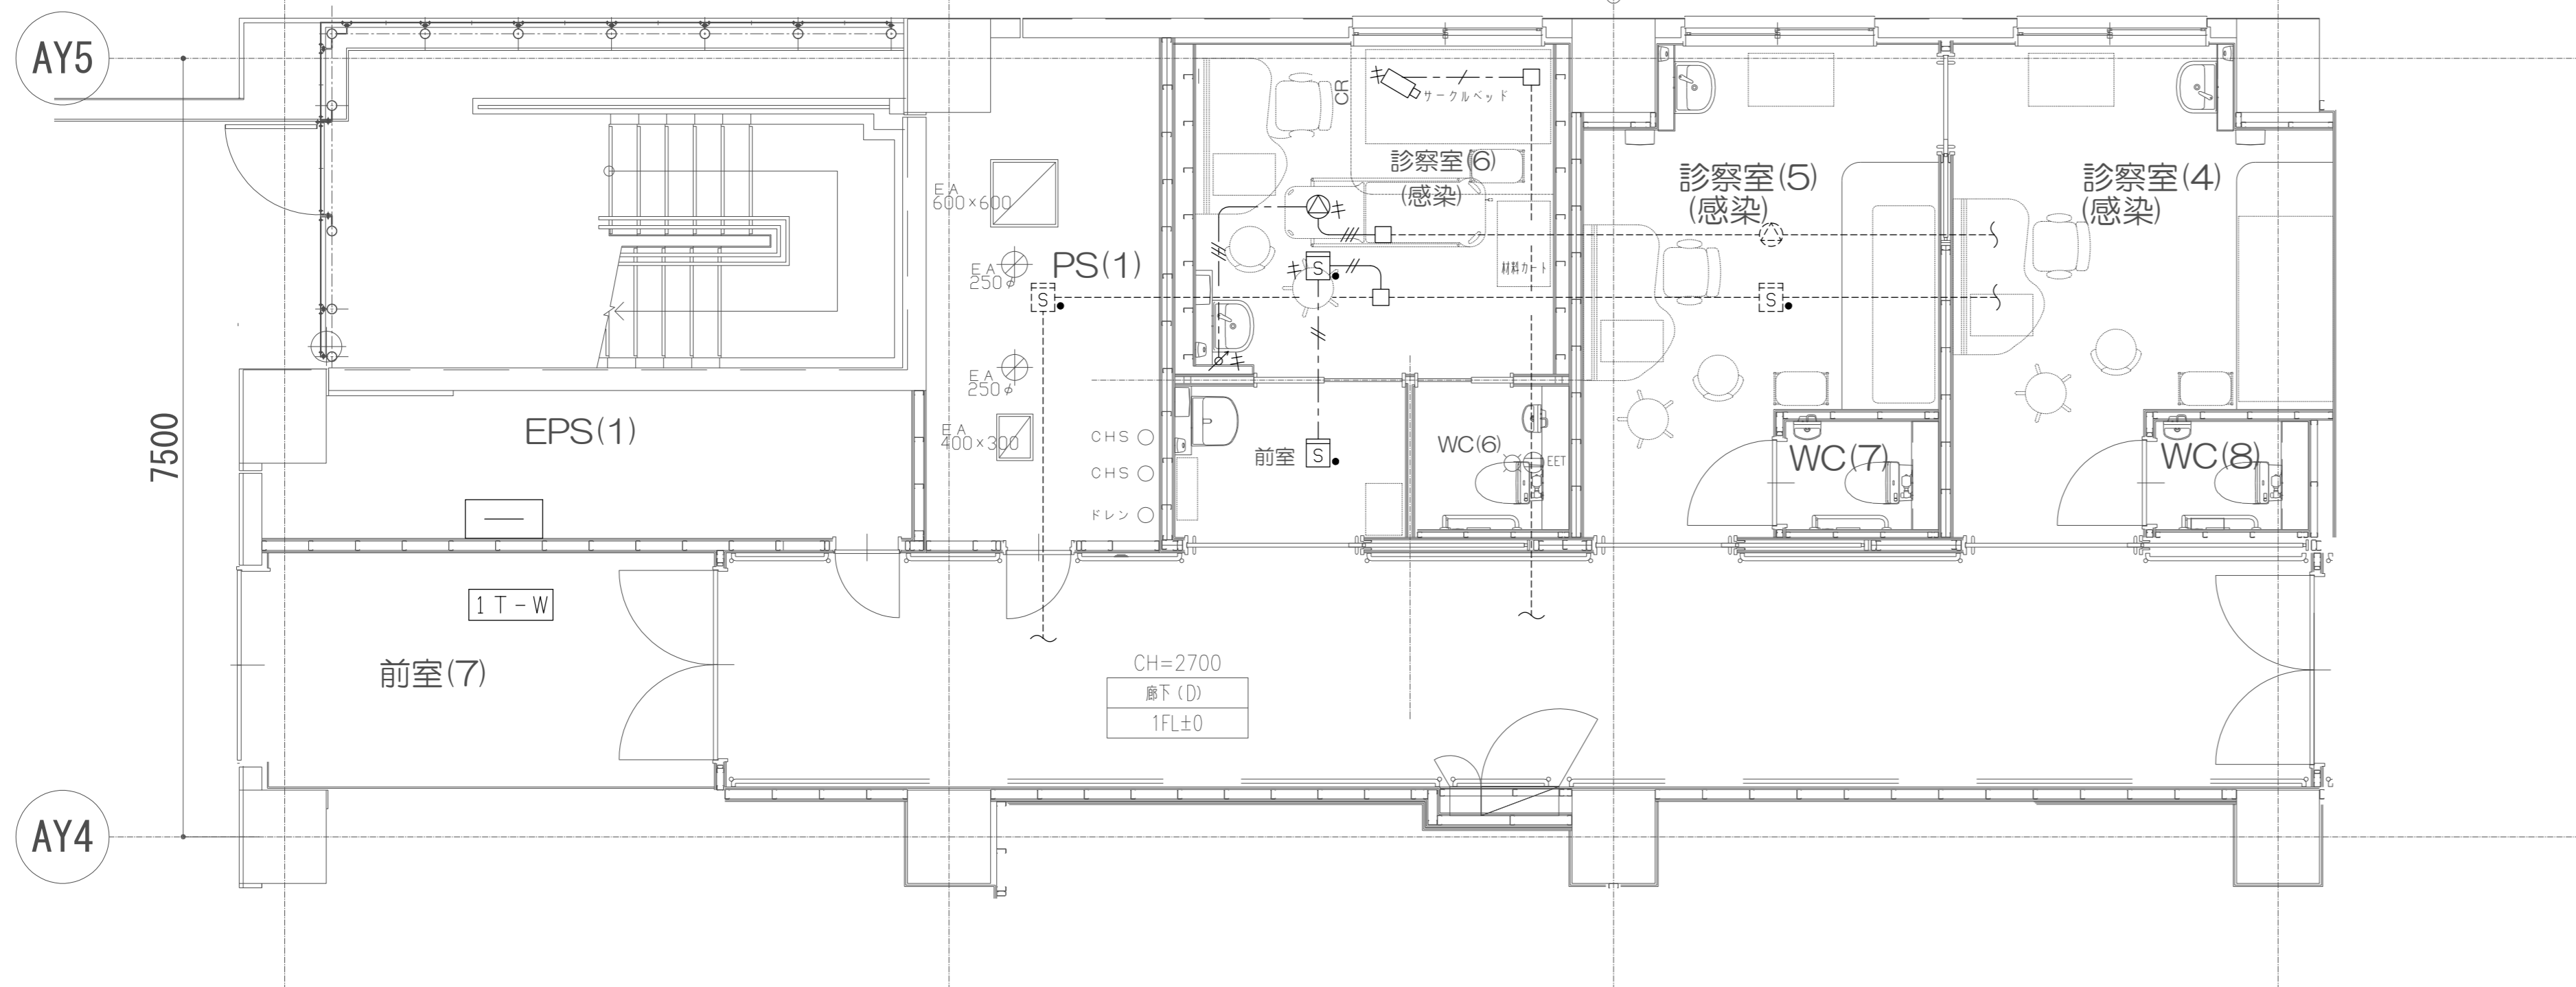 AY5
CR
サークルベッド
診察室(6)
(感染)
診察室(5)
(感染)
診察室(4)
(感染)
EA
600×600
PS(1)
EA
250φ
材料カート
S
S
S
EA
250φ
7500
EPS(1)
EA
400×300
CHS
CHS
ドレン
前室
S
WC(6)
EET
WC(7)
WC(8)
1T-W
前室(7)
CH=2700
廊下(D)
1FL±0
AY4